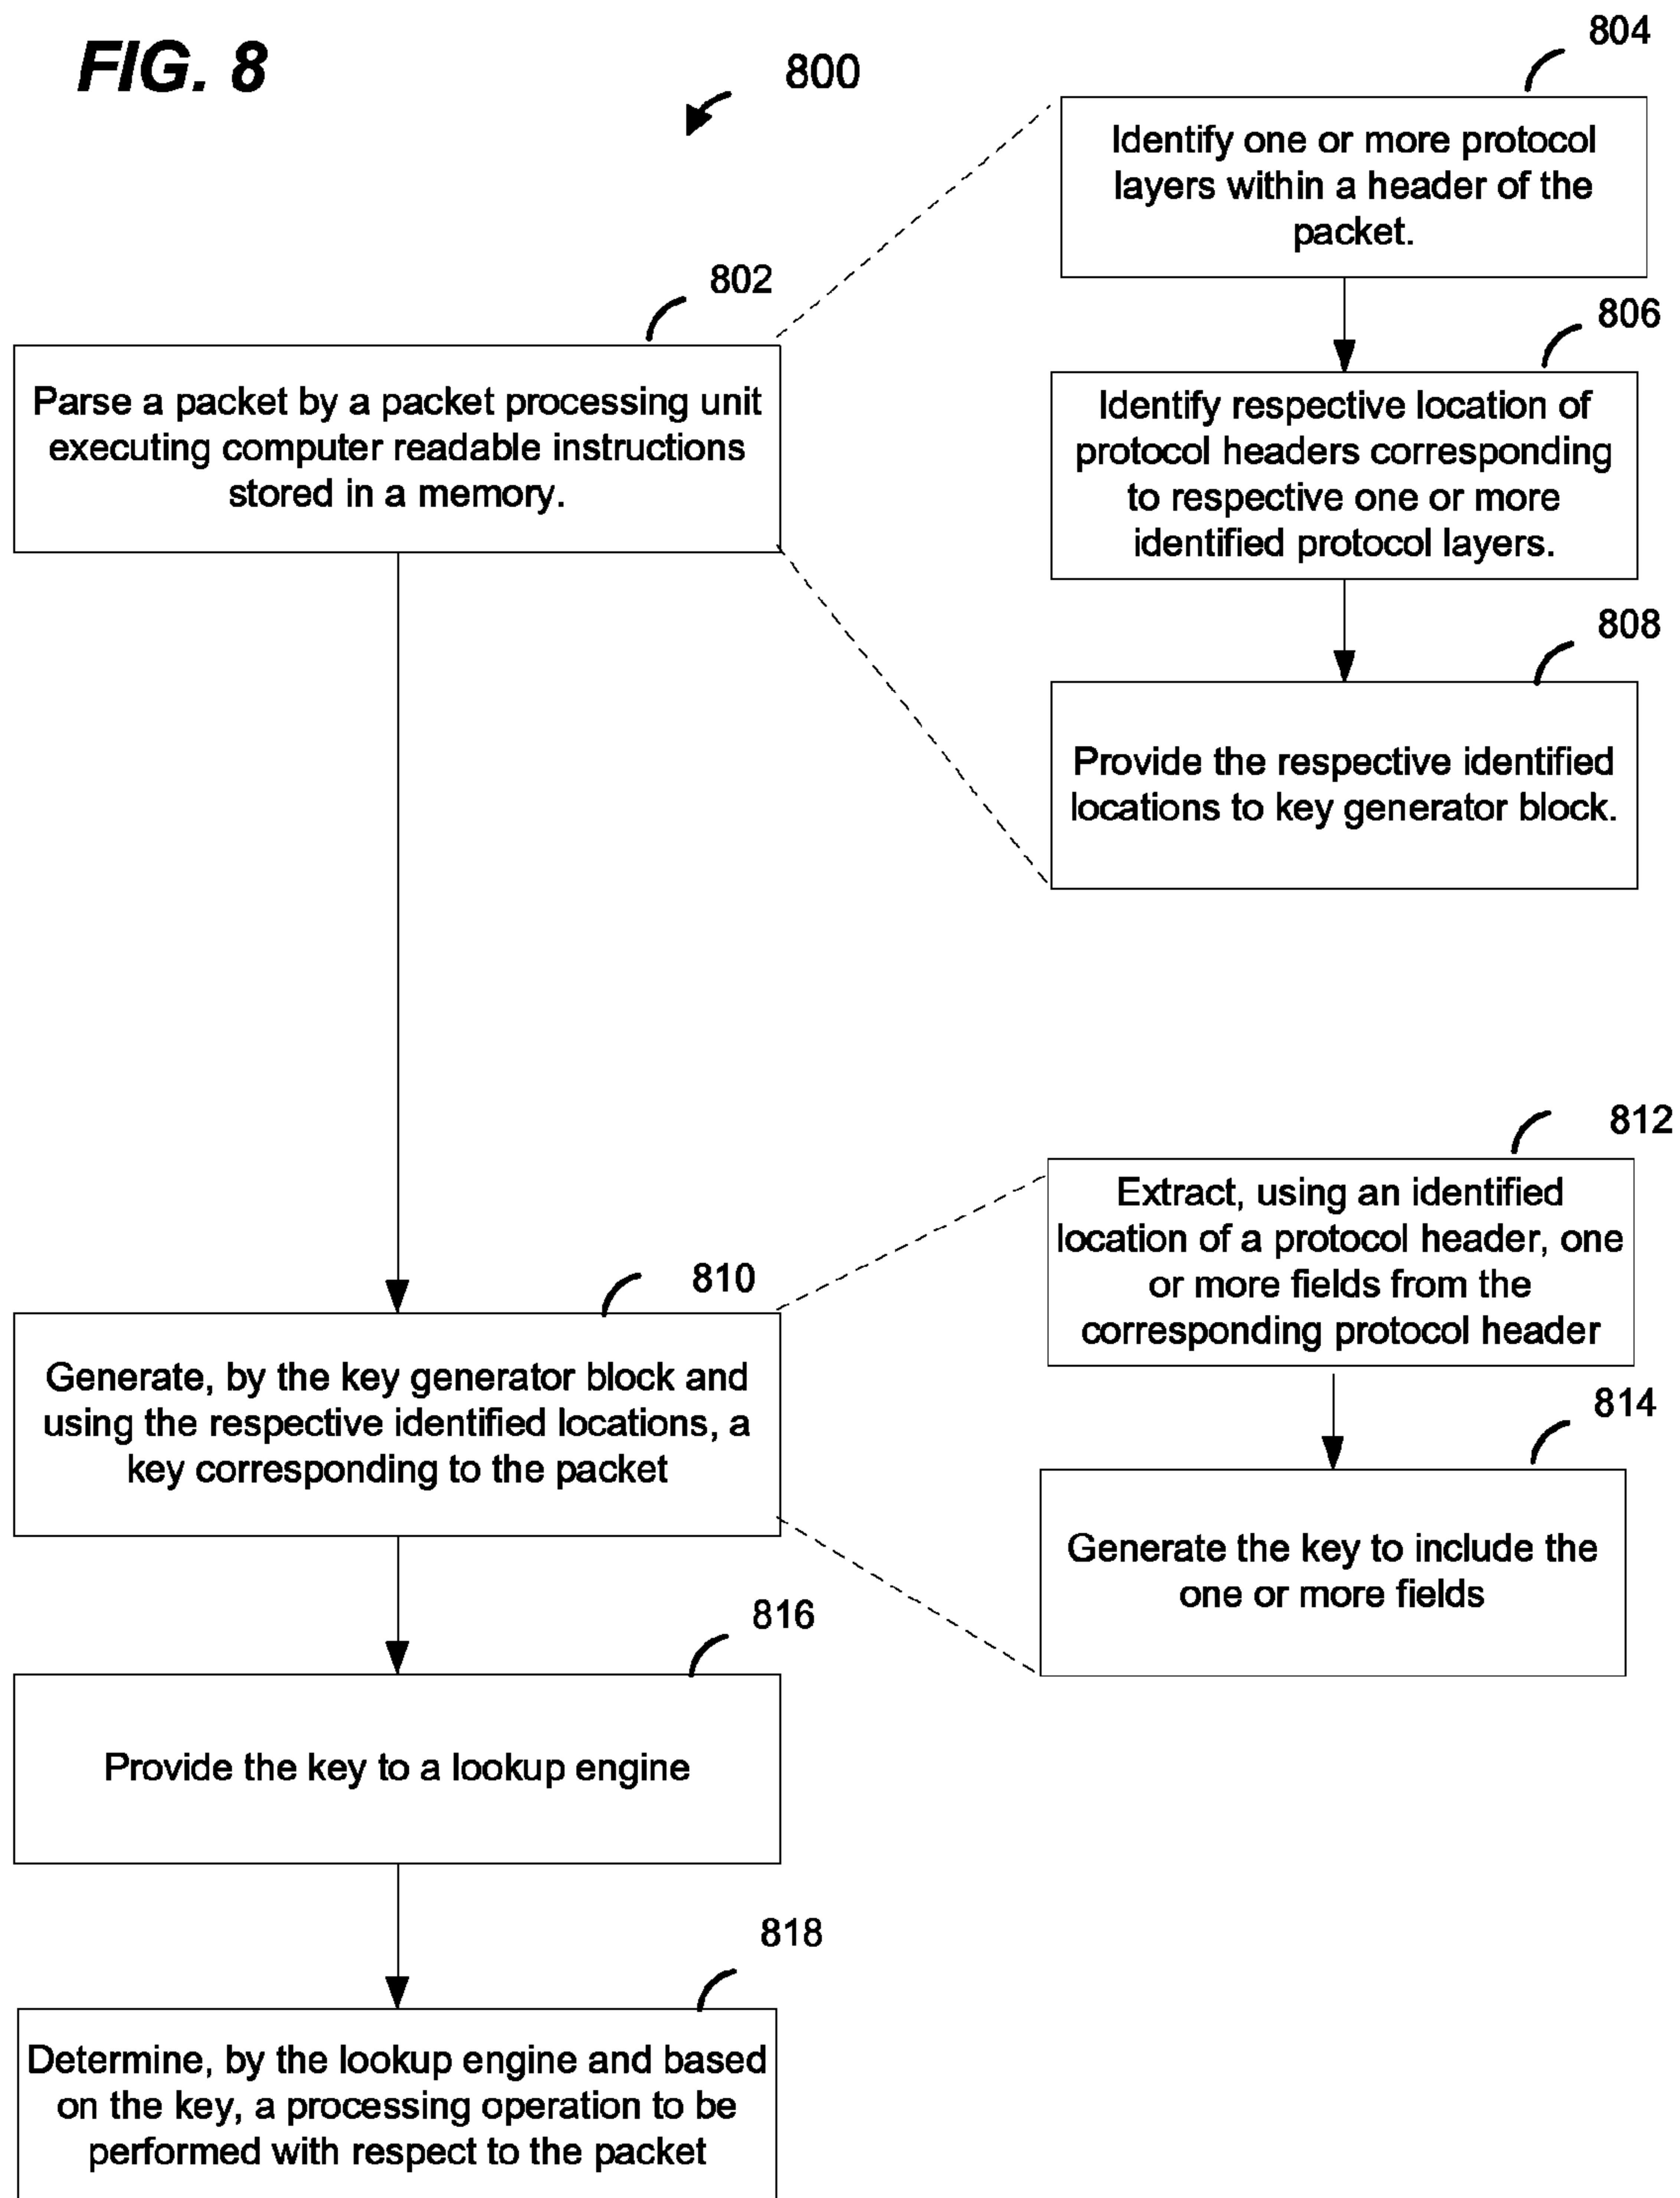 FIG. 8
800
804
Identify one or more protocol
layers within a header of the
packet.
802
Parse a packet by a packet processing unit
executing computer readable instructions
stored in a memory.
806
Identify respective location of
protocol headers corresponding
to respective one or more
identified protocol layers.
808
Provide the respective identified
locations to key generator block.
810
Generate, by the key generator block and
using the respective identified locations, a
key corresponding to the packet
812
Extract, using an identified
location of a protocol header, one
or more fields from the
corresponding protocol header
814
Generate the key to include the
one or more fields
816
Provide the key to a lookup engine
818
Determine, by the lookup engine and based
on the key, a processing operation to be
performed with respect to the packet